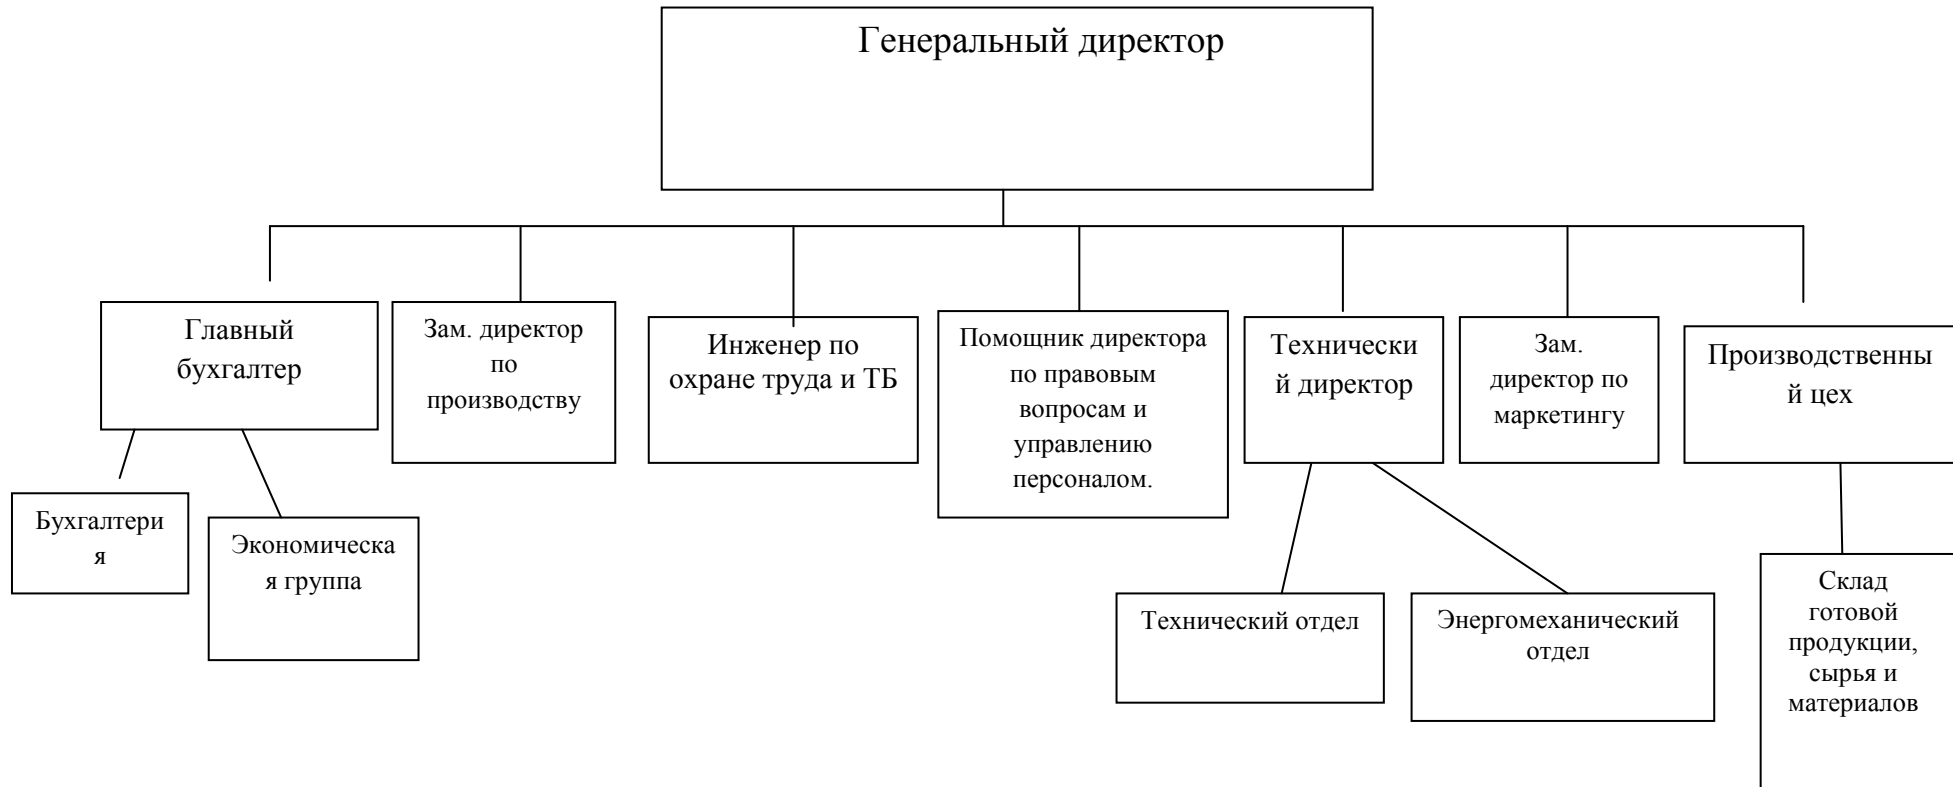 Генеральный директор
Главный
бухгалтер
Зам. директор
по
производству
Инженер по
охране труда и ТБ
Помощник директора
по правовым
вопросам и
управлению
персоналом.
Технически
й директор
Зам.
директор по
маркетингу
Производственны
й цех
Бухгалтери
я
Экономическа
я группа
Технический отдел
Энергомеханический
отдел
Склад
готовой
продукции,
сырья и
материалов